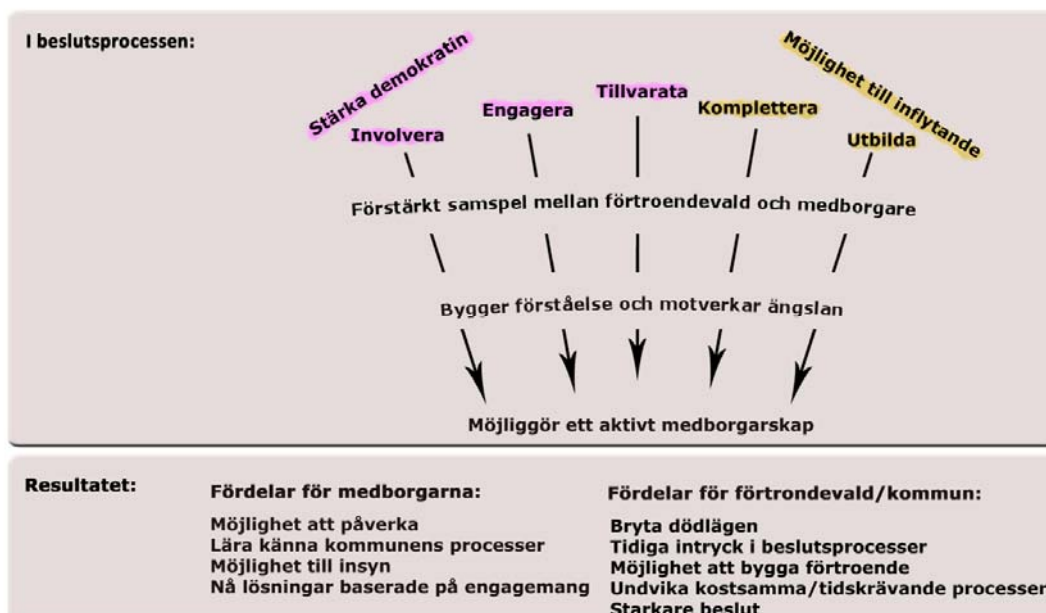 I beslutsprocessen:
Stärka demokratin
Möjlighet till inflytande
Involvera
Engagera
Tillvarata
Komplettera
Utbilda
Förstärkt samspel mellan förtroendevald och medborgare
Bygger förståelse och motverkar ängslan
Möjliggör ett aktivt medborgarskap
Resultatet:
Fördelar för medborgarna:
Möjlighet att påverka
Lära känna kommunens processer
Möjlighet till insyn
Nå lösningar baserade på engagemang
Fördelar för förtrondevald/kommun:
Bryta dödlägen
Tidiga intryck i beslutsprocesser
Möjlighet att bygga förtroende
Undvika kostsamma/tidskrävande processer
Starkare beslut